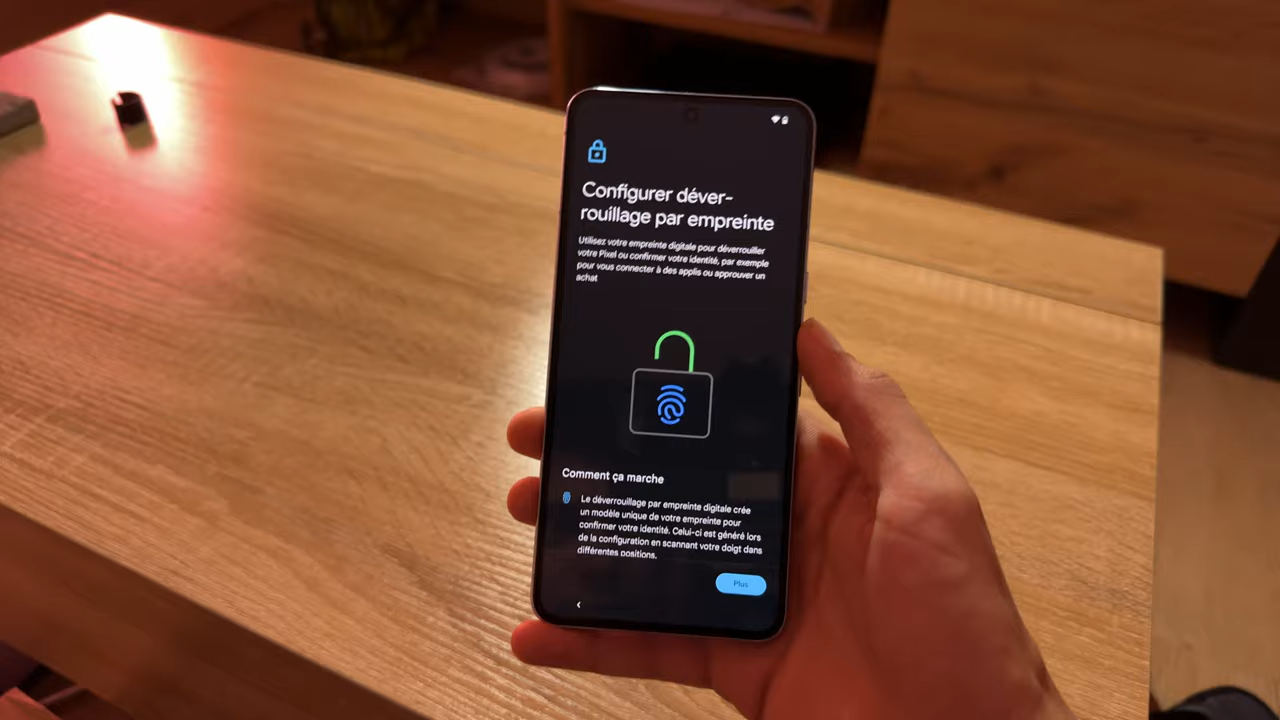 Configurer déver-
rouillage par empreinte
Utilisez votre empreinte digitale pour déverrouiller
votre Pixel ou confirmer votre identité, par exemple
pour vous connecter à des applis ou approuver un
achat
Comment ça marche
Le déverrouillage par empreinte digitale crée
un modèle unique de votre empreinte pour
confirmer votre identité. Celui-ci est généré lors
de la configuration en scannant votre doigt dans
différentes positions.
Plus